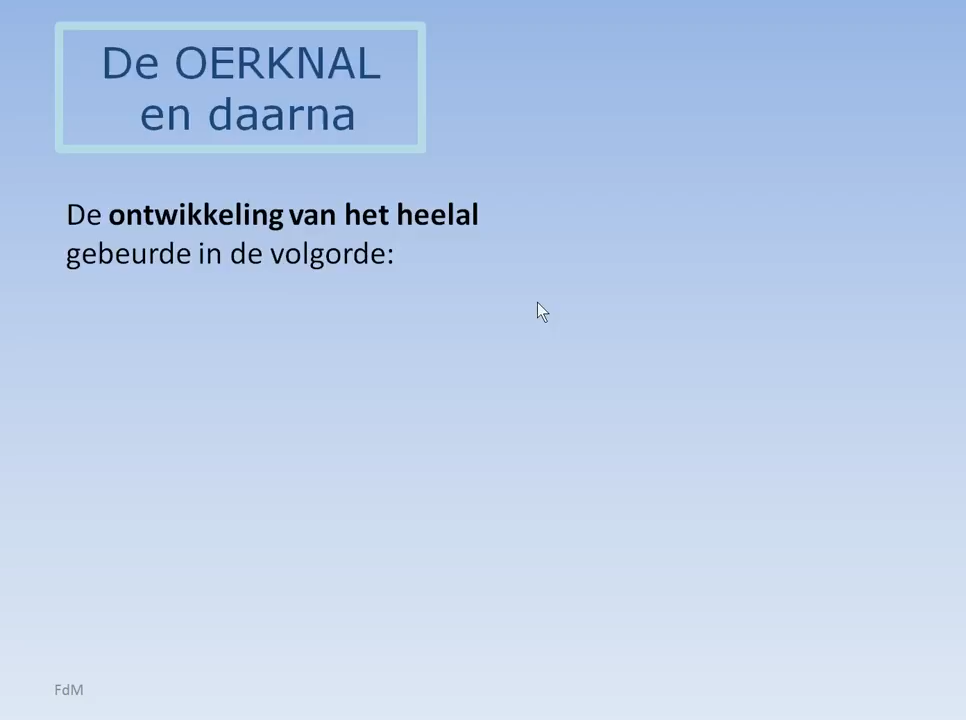 De OERKNAL
en daarna
De ontwikkeling van het heelal
gebeurde in de volgorde:
FdM